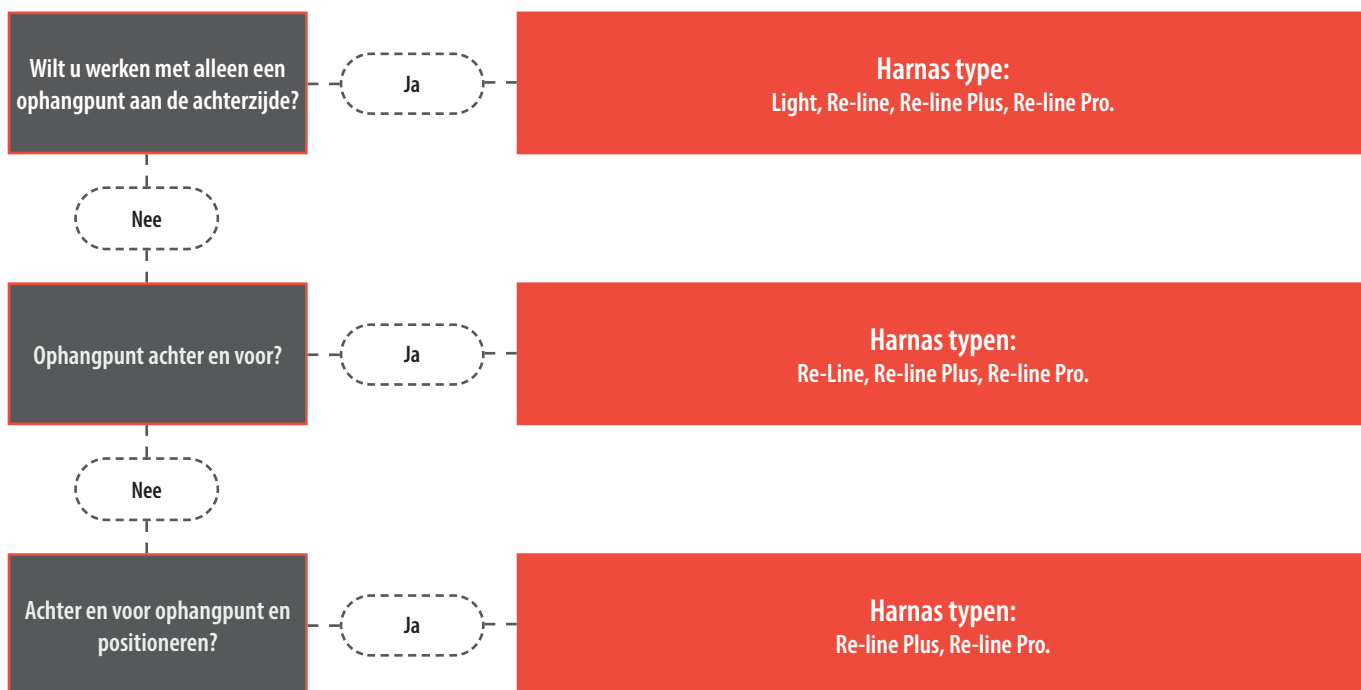 Wilt u werken met alleen een
ophangpunt aan de achterzijde?
Ja
Harnas type:
Light, Re-line, Re-line Plus, Re-line Pro.
Nee
Ophangpunt achter en voor?
Ja
Harnas typen:
Re-Line, Re-line Plus, Re-line Pro.
Nee
Achter en voor ophangpunt en
positioneren?
Ja
Harnas typen:
Re-line Plus, Re-line Pro.